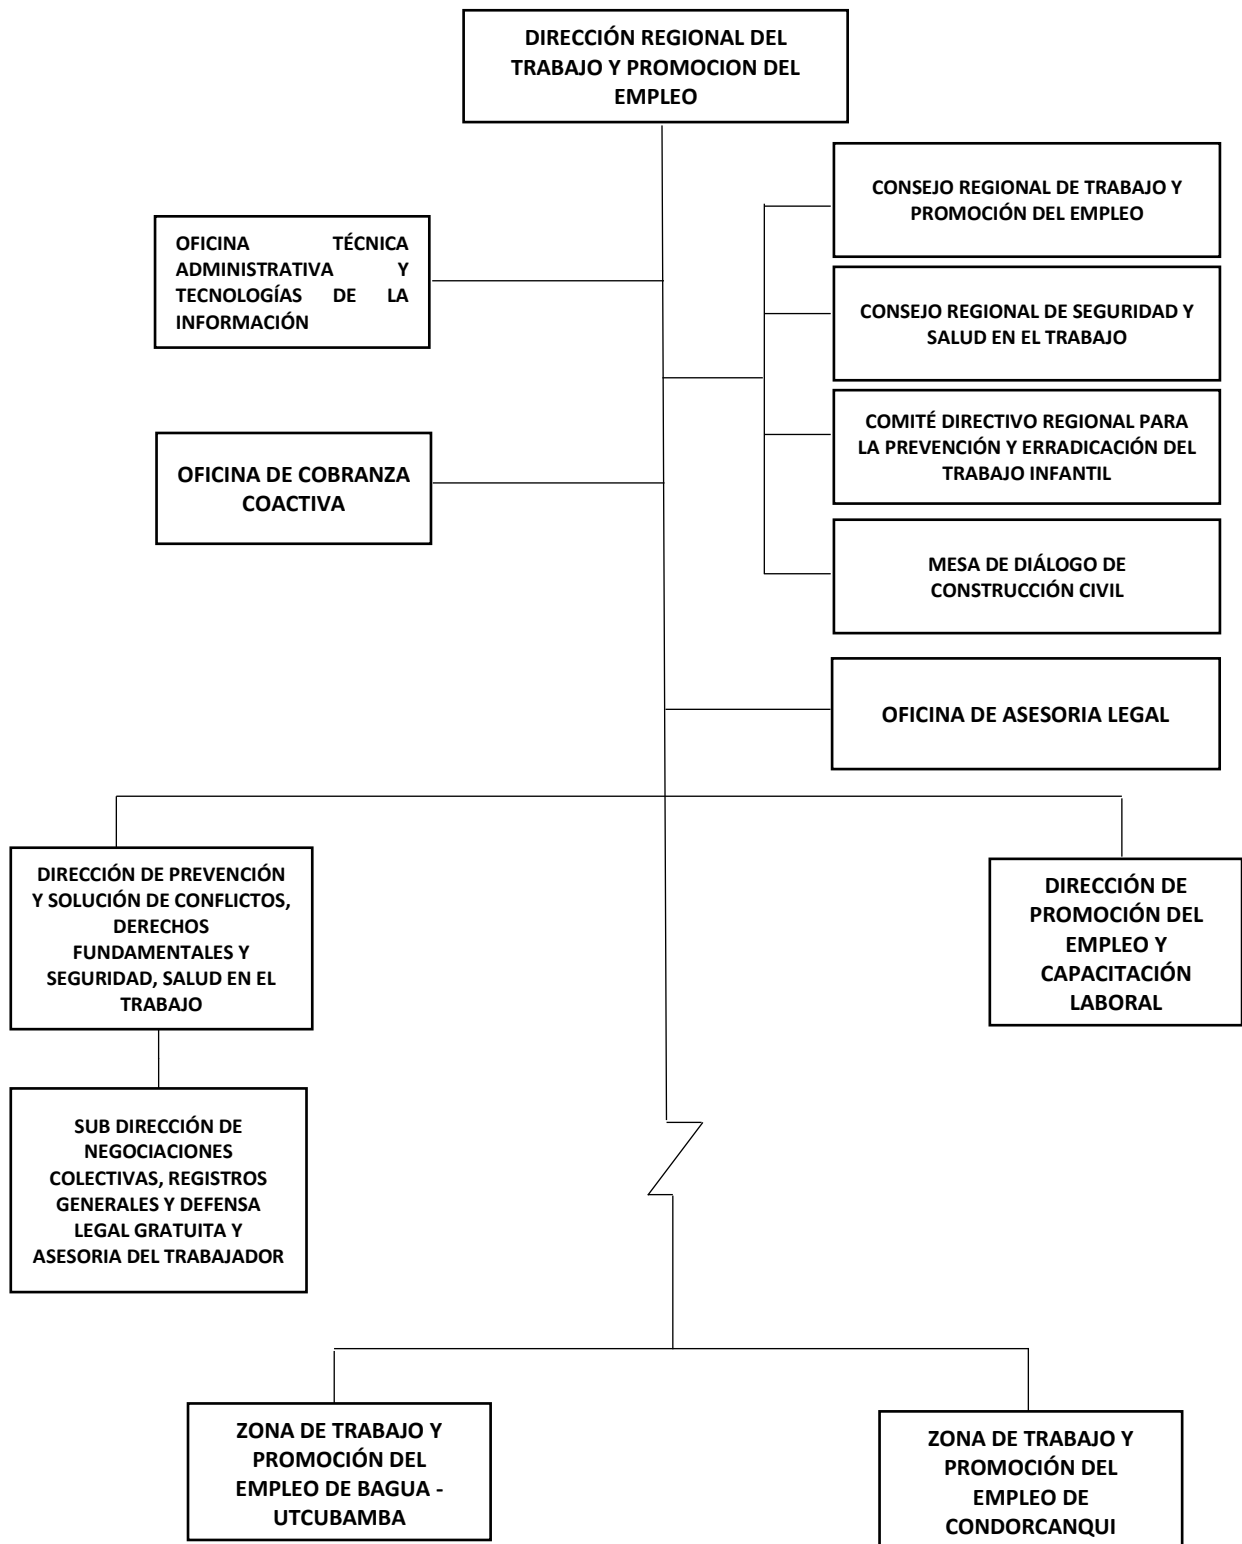 DIRECCIÓN REGIONAL DEL
TRABAJO Y PROMOCION DEL
EMPLEO
CONSEJO REGIONAL DE TRABAJO Y
PROMOCIÓN DEL EMPLEO
OFICINA TÉCNICA
ADMINISTRATIVA Y
TECNOLOGÍAS DE LA
INFORMACIÓN
CONSEJO REGIONAL DE SEGURIDAD Y
SALUD EN EL TRABAJO
COMITÉ DIRECTIVO REGIONAL PARA
LA PREVENCIÓN Y ERRADICACIÓN DEL
TRABAJO INFANTIL
OFICINA DE COBRANZA
COACTIVA
MESA DE DIÁLOGO DE
CONSTRUCCIÓN CIVIL
OFICINA DE ASESORIA LEGAL
DIRECCIÓN DE PREVENCIÓN
Y SOLUCIÓN DE CONFLICTOS,
DERECHOS
FUNDAMENTALES Y
SEGURIDAD, SALUD EN EL
TRABAJO
DIRECCIÓN DE
PROMOCIÓN DEL
EMPLEO Y
CAPACITACIÓN
LABORAL
SUB DIRECCIÓN DE
NEGOCIACIONES
COLECTIVAS, REGISTROS
GENERALES Y DEFENSA
LEGAL GRATUITA Y
ASESORIA DEL TRABAJADOR
ZONA DE TRABAJO Y
PROMOCIÓN DEL
EMPLEO DE BAGUA -
UTCUBAMBA
ZONA DE TRABAJO Y
PROMOCIÓN DEL
EMPLEO DE
CONDORCANQUI